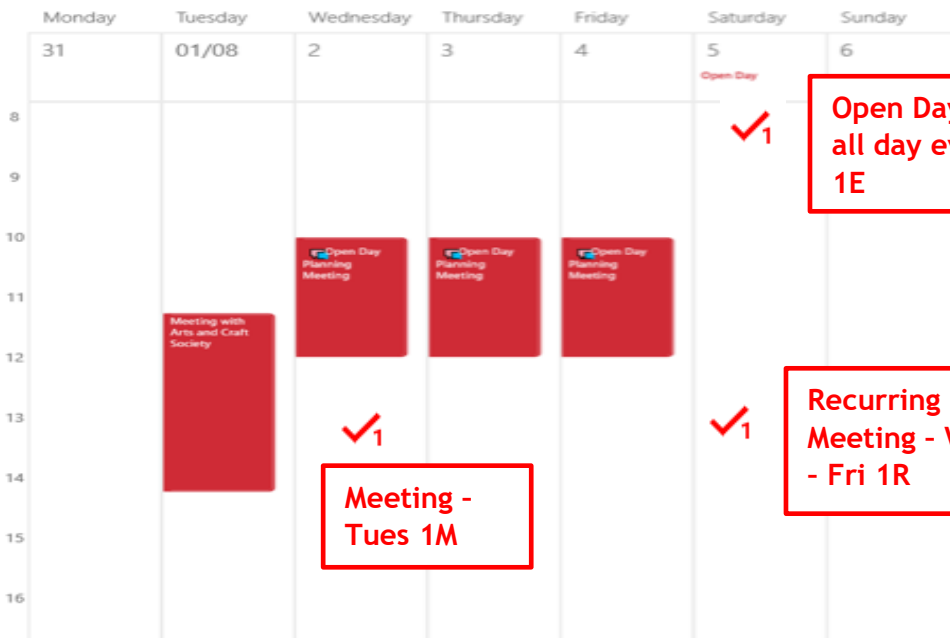 Monday Tuesday Wednesday Thursday Friday Saturday Sunday
31 01/08 2 3 4 5 6
Open Day
8
✓1
Open Day
all day ev
1E
9
10
Open Day
Planning
Meeting
Open Day
Planning
Meeting
Open Day
Planning
Meeting
11
Meeting with
Arts and Craft
Society
12
13
✓1
✓1
Recurring
Meeting -
– Fri 1R
14
Meeting –
Tues 1M
15
16